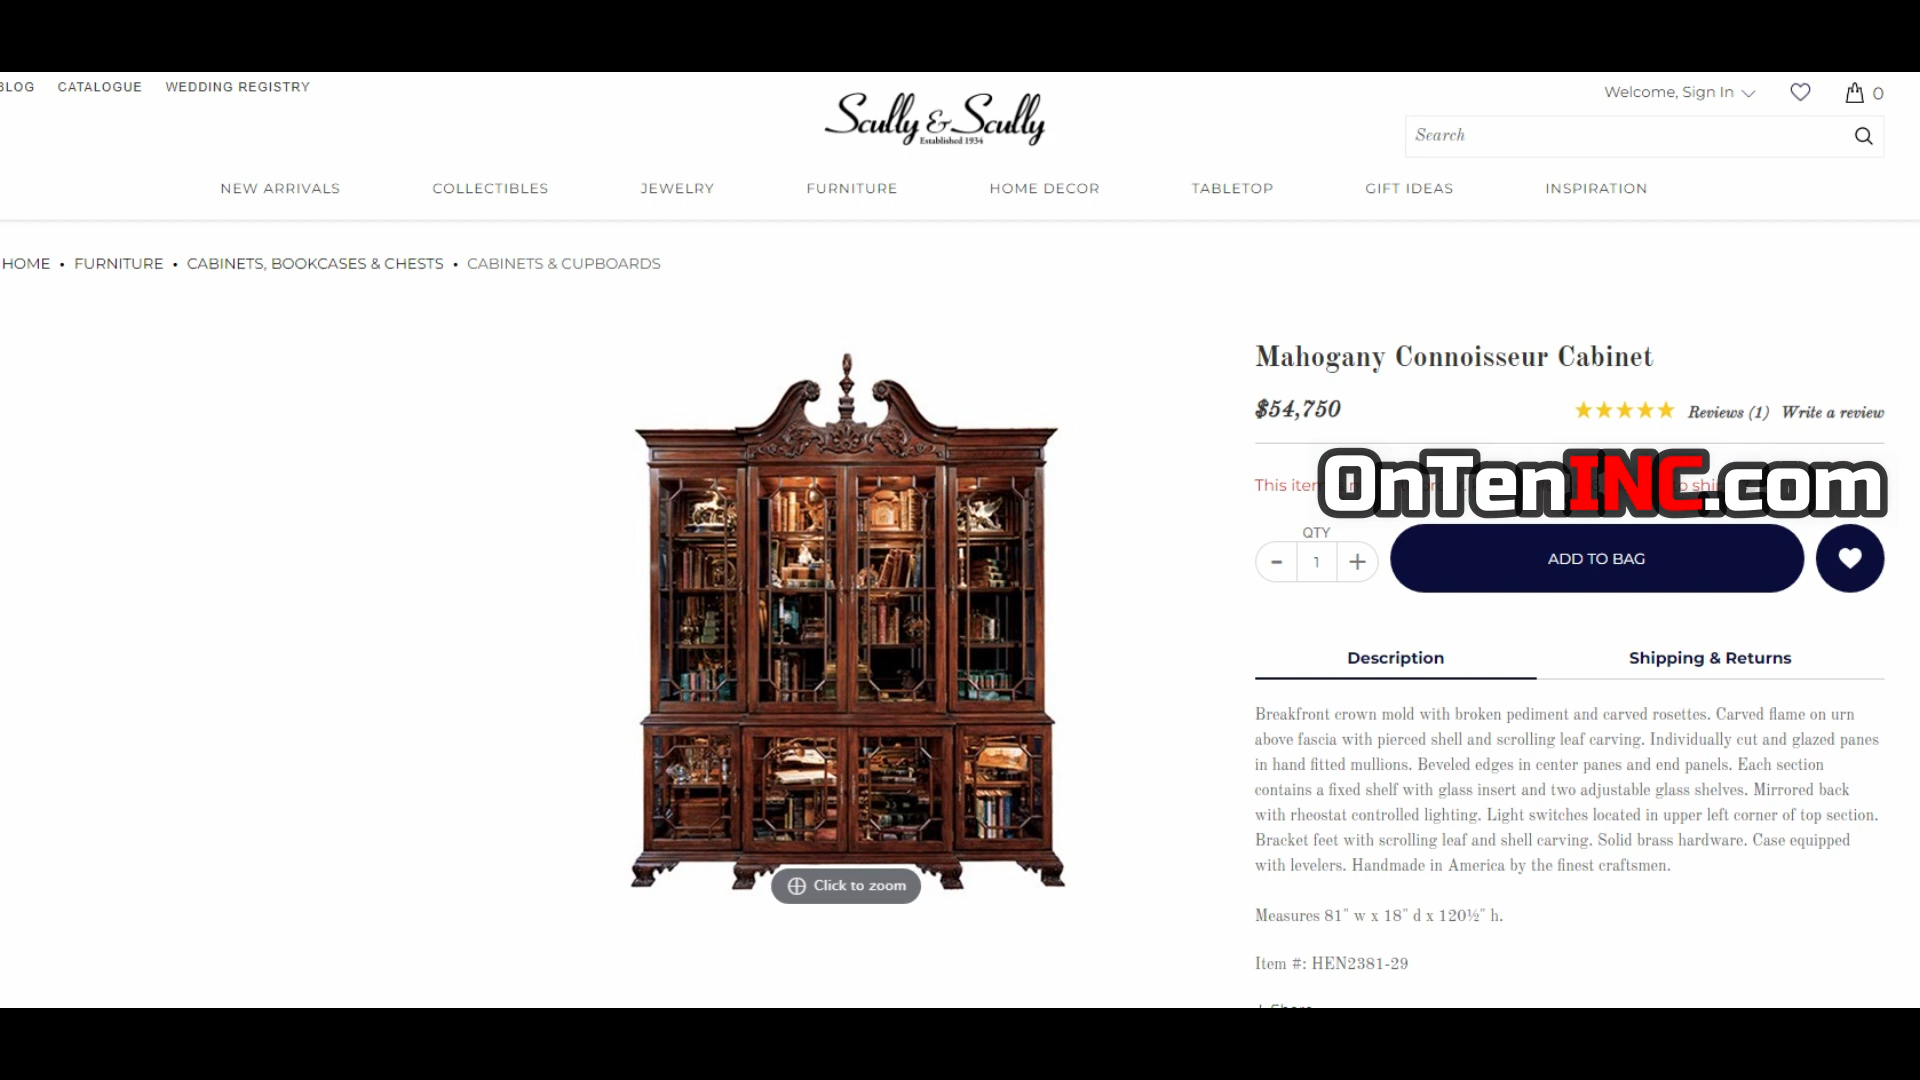 BLOG CATALOGUE WEDDING REGISTRY
Scully & Scully
Established 1934
Welcome, Sign In
0
Search
NEW ARRIVALS COLLECTIBLES JEWELRY FURNITURE HOME DECOR TABLETOP GIFT IDEAS INSPIRATION
HOME • FURNITURE • CABINETS, BOOKCASES & CHESTS • CABINETS & CUPBOARDS
Mahogany Connoisseur Cabinet
$54,750
Reviews (1) Write a review
This item
OnTenINC.com
QTY
- 1 +
ADD TO BAG
Description Shipping & Returns
Breakfront crown mold with broken pediment and carved rosettes. Carved flame on urn
above fascia with pierced shell and scrolling leaf carving. Individually cut and glazed panes
in hand fitted mullions. Beveled edges in center panes and end panels. Each section
contains a fixed shelf with glass insert and two adjustable glass shelves. Mirrored back
with rheostat controlled lighting. Light switches located in upper left corner of top section.
Bracket feet with scrolling leaf and shell carving. Solid brass hardware. Case equipped
with levelers. Handmade in America by the finest craftsmen.
Measures 81" w x 18" d x 120½" h.
Item #: HEN2381-29
Click to zoom